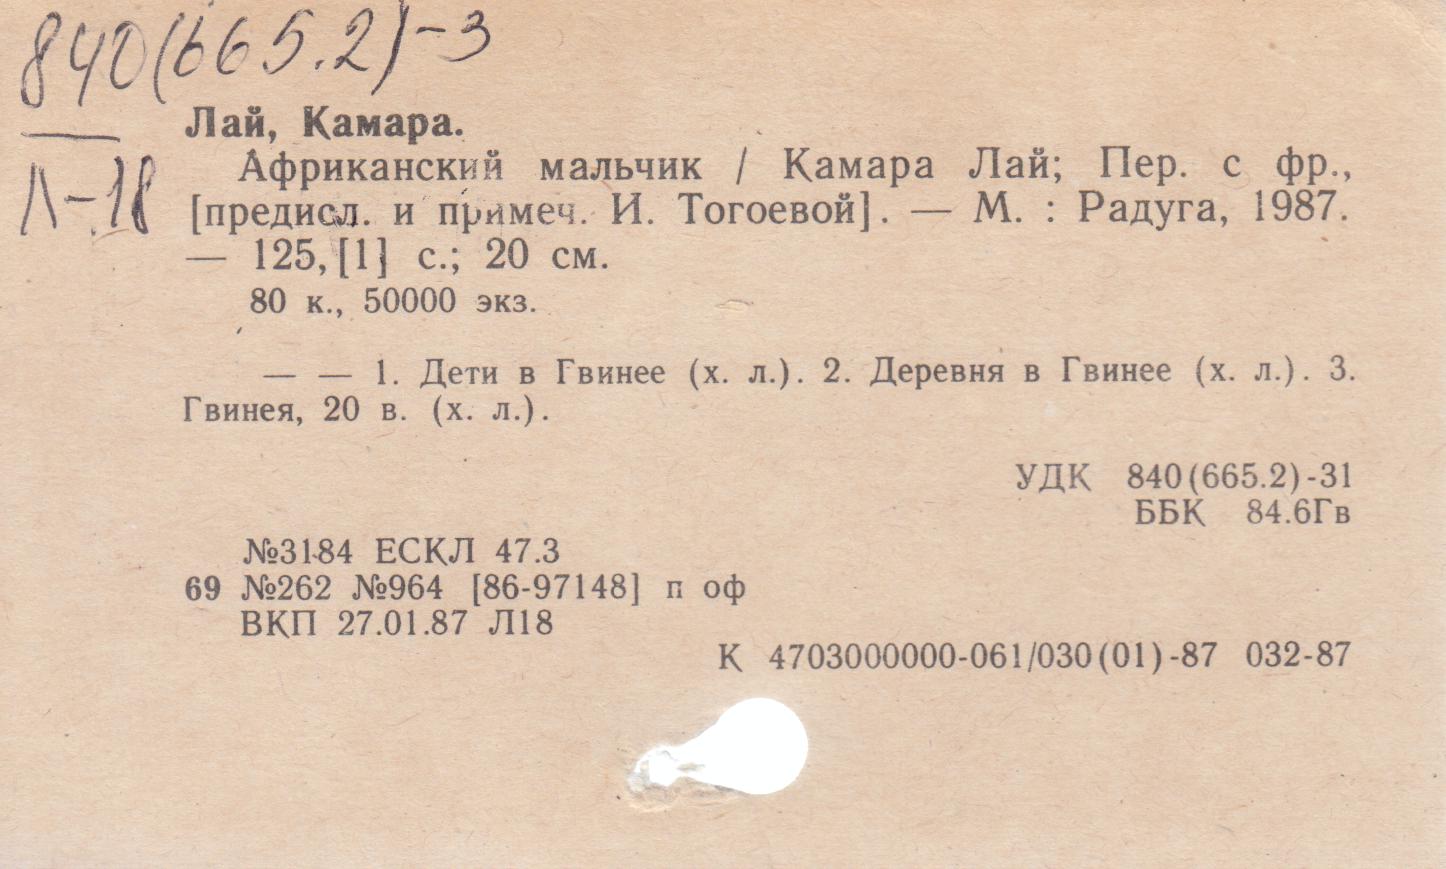 840(665.2)-3
Л-18
Лай, Камара.
Африканский мальчик / Камара Лай; Пер. с фр.,
[предисл. и примеч. И. Тогоевой]. — М. : Радуга, 1987.
— 125, [1] с.; 20 см.
80 к., 50000 экз.
— — 1. Дети в Гвинее (х. л.). 2. Деревня в Гвинее (х. л.). 3.
Гвинея, 20 в. (х. л.).
УДК 840(665.2)-31
ББК 84.6Гв
№3184 ЕСКЛ 47.3
69 №262 №964 [86-97148] п оф
ВКП 27.01.87 Л18
К 4703000000-061/030(01)-87 032-87